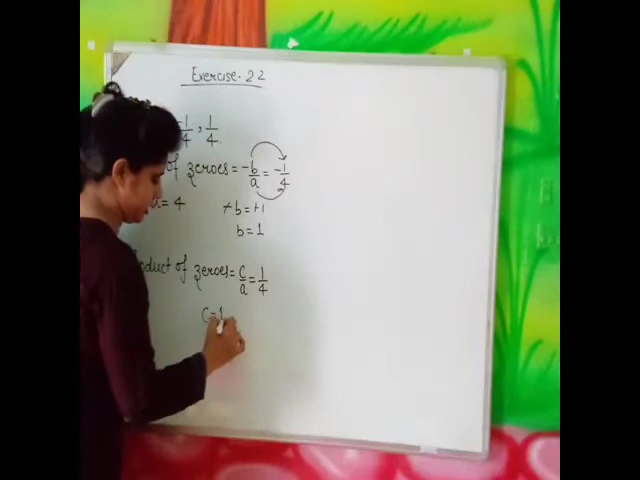 Exercise- 2.2
-1/4 , 1/4
of zeroes = -b/a = -1/4
a = 4 +b = +1
b = 1
oduct of zeroes = c/a = 1/4
c = 1